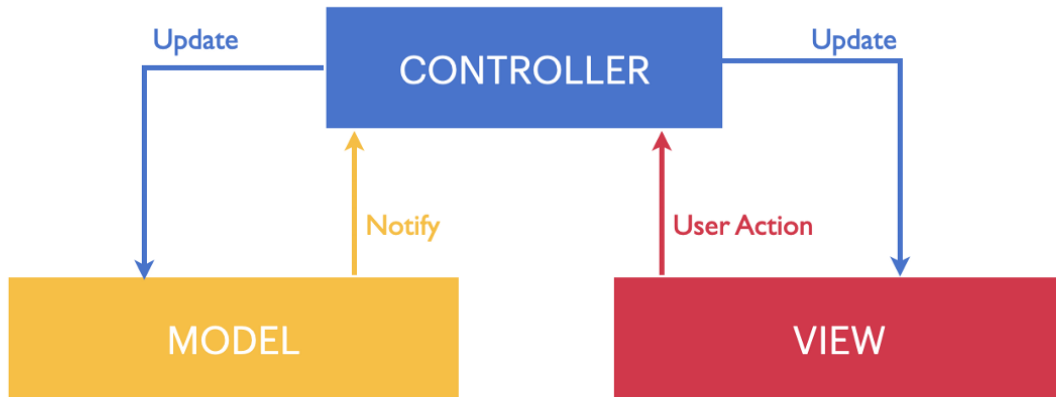 Update
Update
CONTROLLER
Notify
User Action
MODEL
VIEW